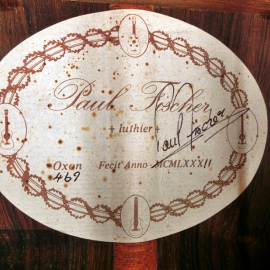 Paul Fischer
+ luthier +
Oxon Fecit Anno MCMLXXXII
469
Paul Fischer